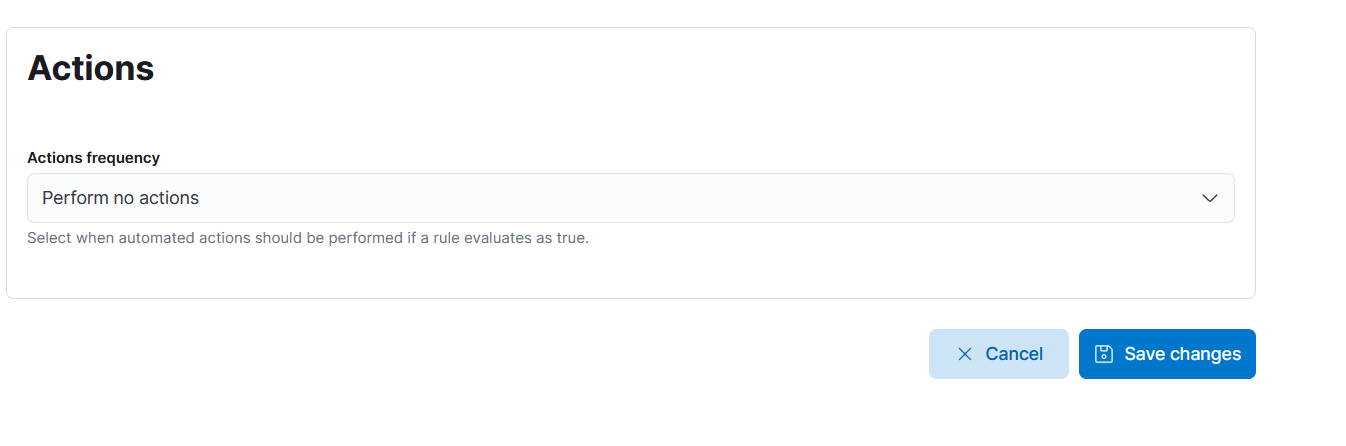 Actions
Actions frequency
Perform no actions
Select when automated actions should be performed if a rule evaluates as true.
Cancel
Save changes